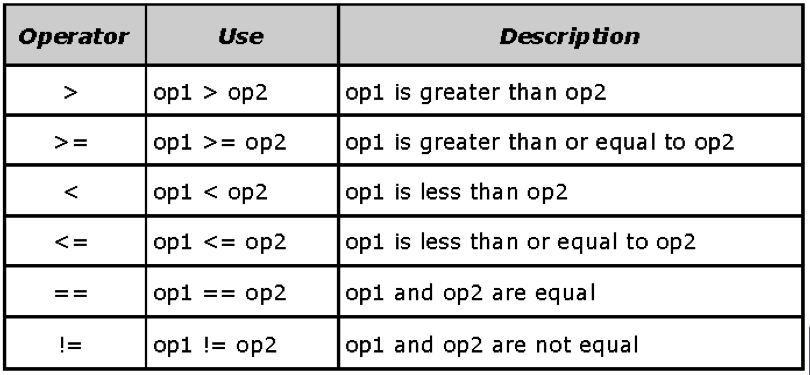 Operator Use Description
> op1 > op2 op1 is greater than op2
>= op1 >= op2 op1 is greater than or equal to op2
< op1 < op2 op1 is less than op2
<= op1 <= op2 op1 is less than or equal to op2
== op1 == op2 op1 and op2 are equal
!= op1 != op2 op1 and op2 are not equal